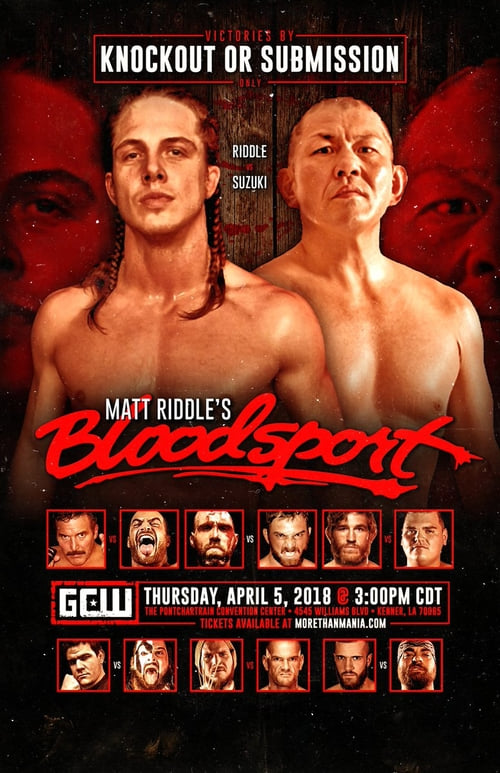 VICTORIES BY
KNOCKOUT OR SUBMISSION
ONLY
RIDDLE
VS
SUZUKI
MATT RIDDLE'S
Bloodsport
VS VS VS
GCW
THURSDAY, APRIL 5, 2018 @ 3:00PM CDT
THE PONTCHARTRAIN CONVENTION CENTER • 4545 WILLIAMS BLVD • KENNER, LA 70065
TICKETS AVAILABLE AT MORETHANMANIA.COM
VS VS VS